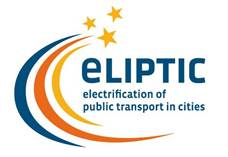 eLIPTIC
electrification of
public transport in cities